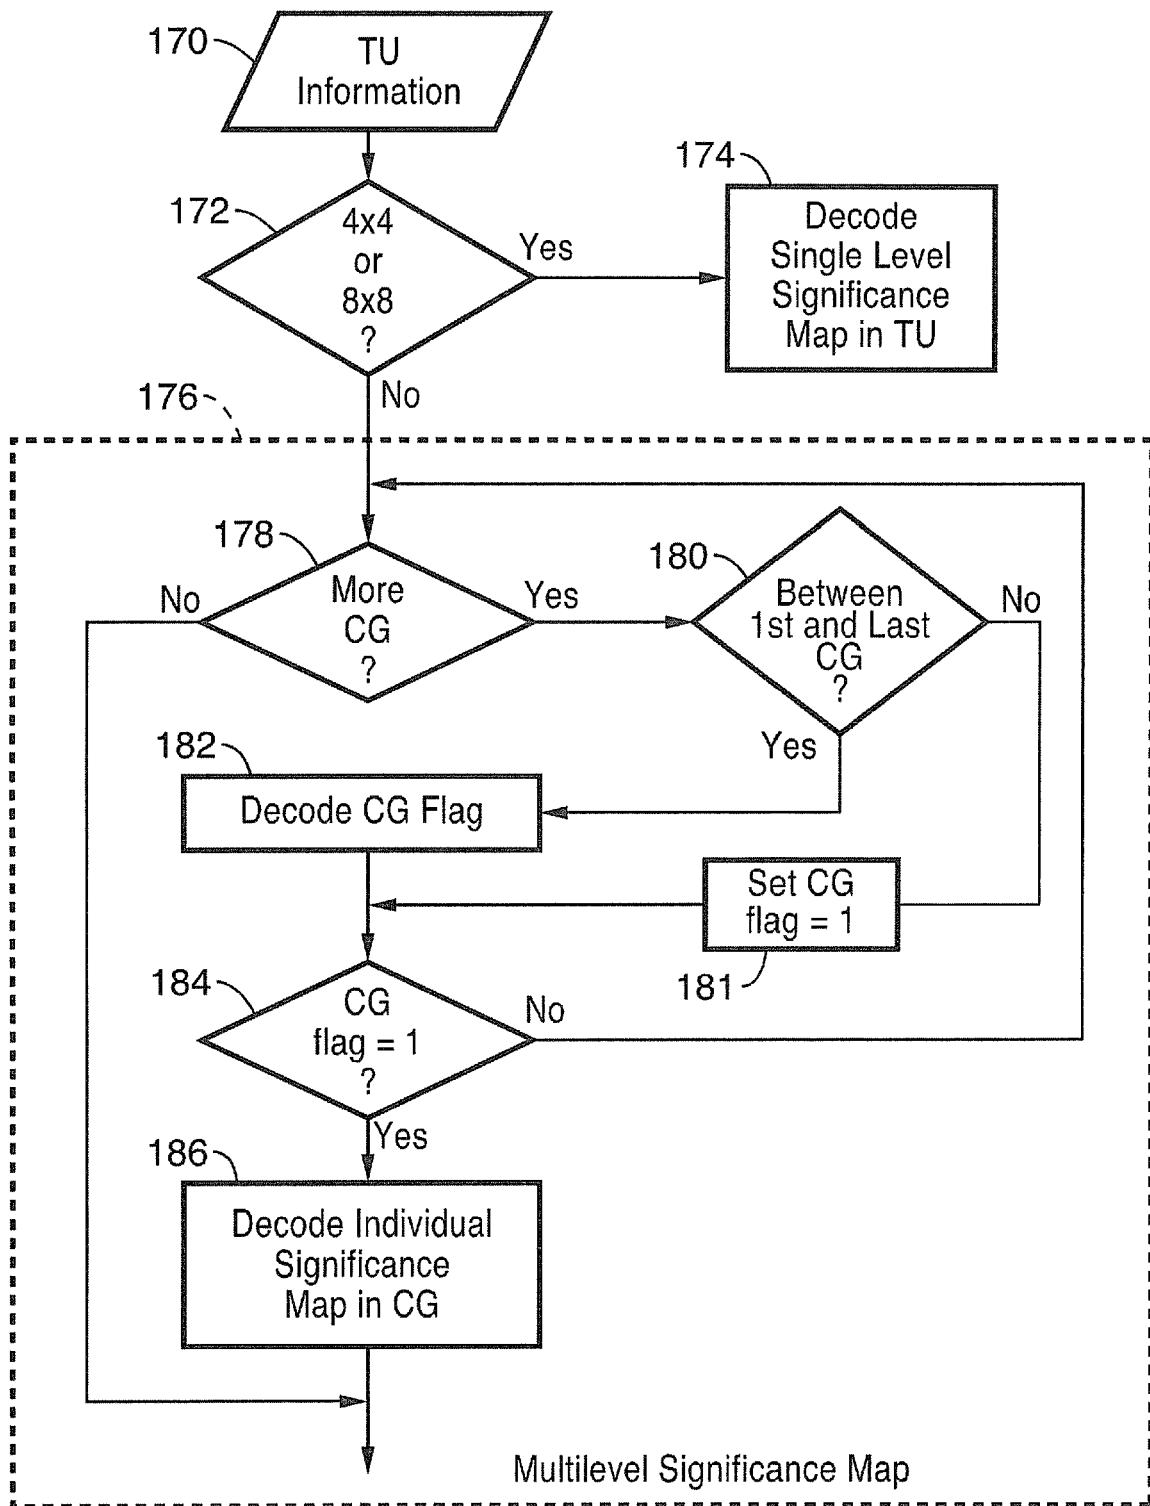 170
TU
Information
172
4x4
or
8x8
?
Yes
174
Decode
Single Level
Significance
Map in TU
No
176
178
More
CG
?
No
Yes
180
Between
1st and Last
CG
?
No
Yes
182
Decode CG Flag
Set CG
flag = 1
181
184
CG
flag = 1
?
No
Yes
186
Decode Individual
Significance
Map in CG
Multilevel Significance Map